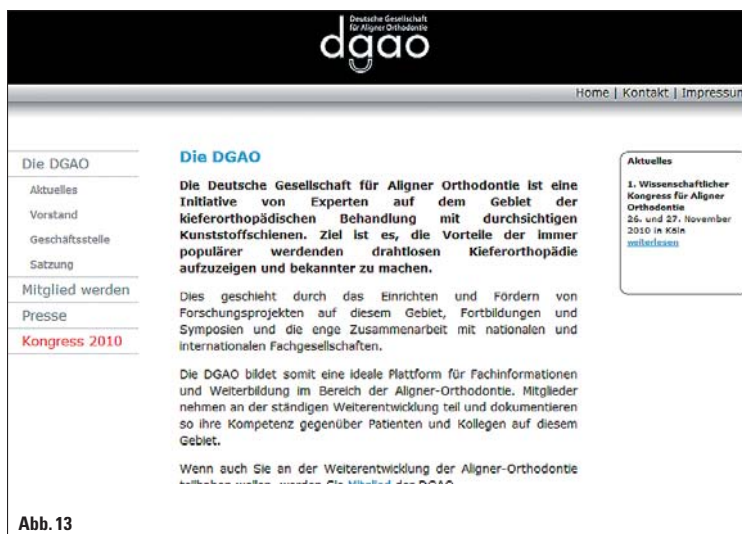 Deutsche Gesellschaft
für Aligner Orthodontie
dgao
Home | Kontakt | Impressum
Die DGAO
Aktuelles
Vorstand
Geschäftsstelle
Satzung
Mitglied werden
Presse
Kongress 2010
Die DGAO
Die Deutsche Gesellschaft für Aligner Orthodontie ist eine
Initiative von Experten auf dem Gebiet der
kieferorthopädischen Behandlung mit durchsichtigen
Kunststoffschienen. Ziel ist es, die Vorteile der immer
populärer werdenden drahtlosen Kieferorthopädie
aufzuzeigen und bekannter zu machen.
Dies geschieht durch das Einrichten und Fördern von
Forschungsprojekten auf diesem Gebiet, Fortbildungen und
Symposien und die enge Zusammenarbeit mit nationalen und
internationalen Fachgesellschaften.
Die DGAO bildet somit eine ideale Plattform für Fachinformationen
und Weiterbildung im Bereich der Aligner-Orthodontie. Mitglieder
nehmen an der ständigen Weiterentwicklung teil und dokumentieren
so ihre Kompetenz gegenüber Patienten und Kollegen auf diesem
Gebiet.
Wenn auch Sie an der Weiterentwicklung der Aligner-Orthodontie
teilhaben wollen, werden Sie Mitglied der DGAO
Aktuelles
1. Wissenschaftlicher
Kongress für Aligner
Orthodontie
26. und 27. November
2010 in Köln
weiterlesen
Abb. 13